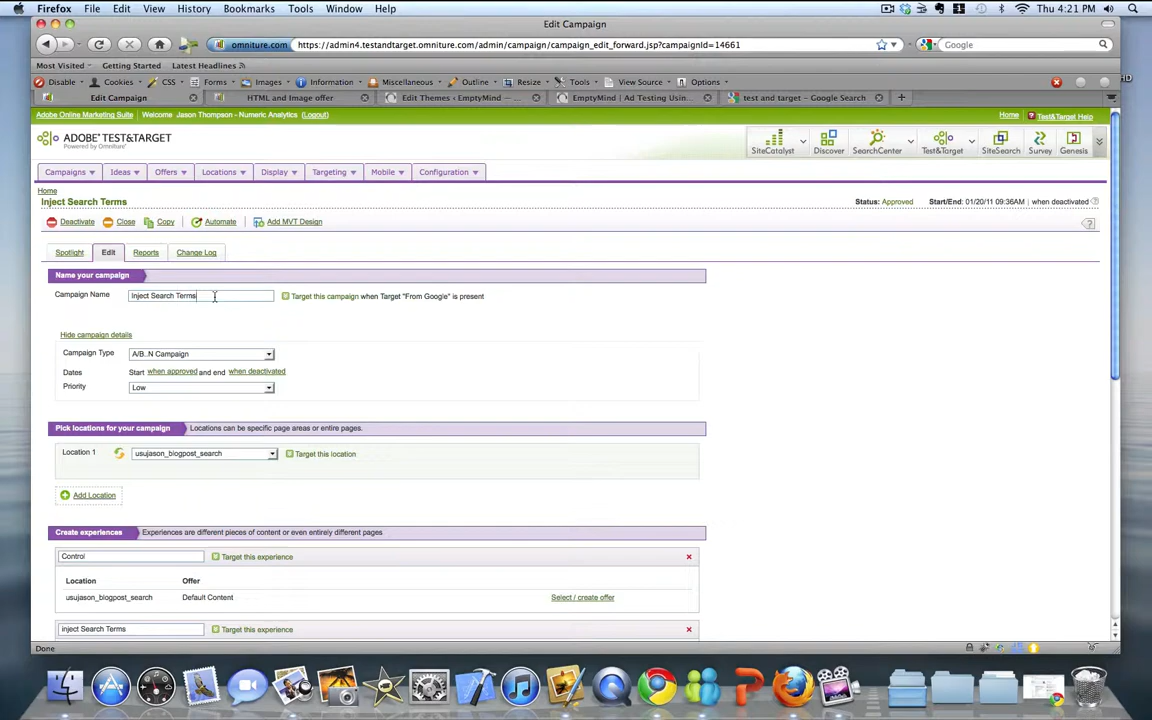 Firefox File Edit View History Bookmarks Tools Window Help Thu 4:21 PM
Edit Campaign
omniture.com https://admin4.testandtarget.omniture.com/admin/campaign/campaign_edit_forward.jsp?campaignId=14661 Google
Most Visited Getting Started Latest Headlines
Disable Cookies CSS Forms Images Information Miscellaneous Outline Resize Tools View Source Options
Edit Campaign HTML and Image offer Edit Themes ‹ EmptyMind — ... EmptyMind | Ad Testing Usin... test and target - Google Search
Adobe Online Marketing Suite Welcome Jason Thompson - Numeric Analytics (Logout) Home Test&Target Help
ADOBE® TEST&TARGET
Powered by Omniture
SiteCatalyst Discover SearchCenter Test&Target SiteSearch Survey Genesis
Campaigns Ideas Offers Locations Display Targeting Mobile Configuration
Home
Inject Search Terms Status: Approved Start/End: 01/20/11 09:36AM | when deactivated
Deactivate Close Copy Automate Add MVT Design
Spotlight Edit Reports Change Log
Name your campaign
Campaign Name Inject Search Terms Target this campaign when Target "From Google" is present
Hide campaign details
Campaign Type A/B..N Campaign
Dates Start when approved and end when deactivated
Priority Low
Pick locations for your campaign Locations can be specific page areas or entire pages.
Location 1 usujason_blogpost_search Target this location
Add Location
Create experiences Experiences are different pieces of content or even entirely different pages
Control Target this experience
Location Offer
usujason_blogpost_search Default Content Select / create offer
inject Search Terms Target this experience
Done